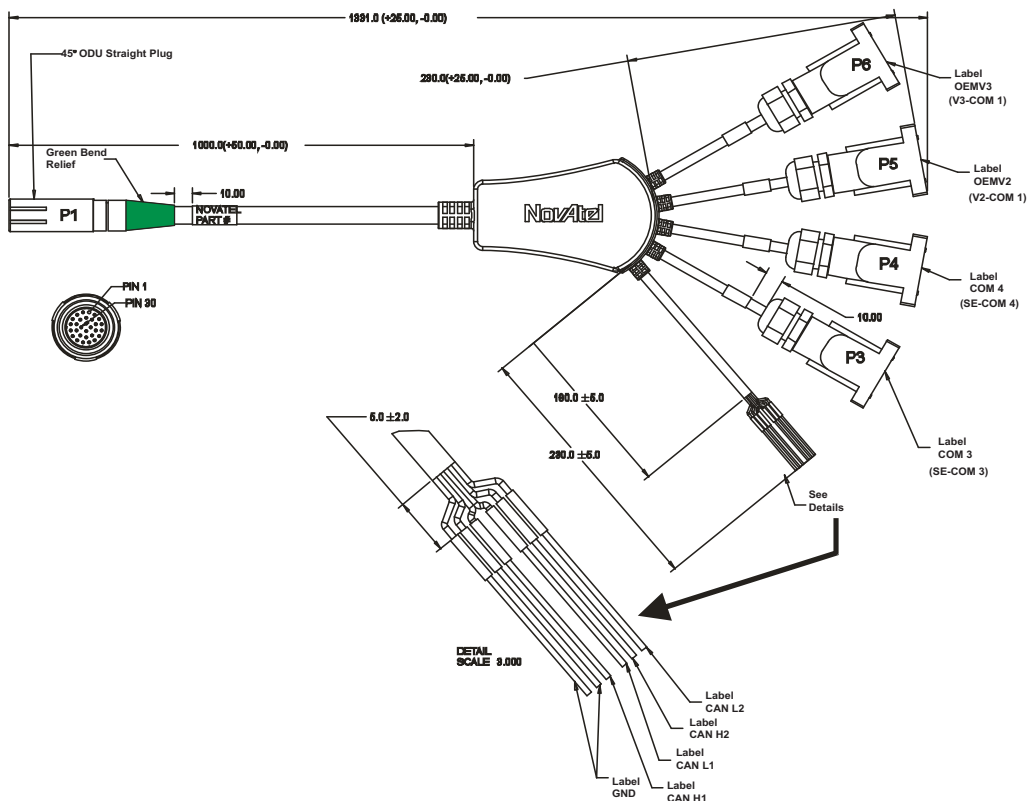 1331.0 (+25.00, -0.00)
45° ODU Straight Plug
230.0(+25.00, -0.00)
P6
Label
OEMV3
(V3-COM 1)
1000.0(+50.00, -0.00)
Green Bend
Relief
10.00
P5
Label
OEMV2
(V2-COM 1)
P1
NOVATEL
PART #
NovAtel
P4
Label
COM 4
(SE-COM 4)
PIN 1
PIN 30
10.00
P3
Label
COM 3
(SE-COM 3)
5.0 ±2.0
180.0 ±5.0
230.0 ±5.0
See
Details
DETAIL
SCALE 3.000
Label
CAN L2
Label
CAN H2
Label
CAN L1
Label
GND
Label
CAN H1